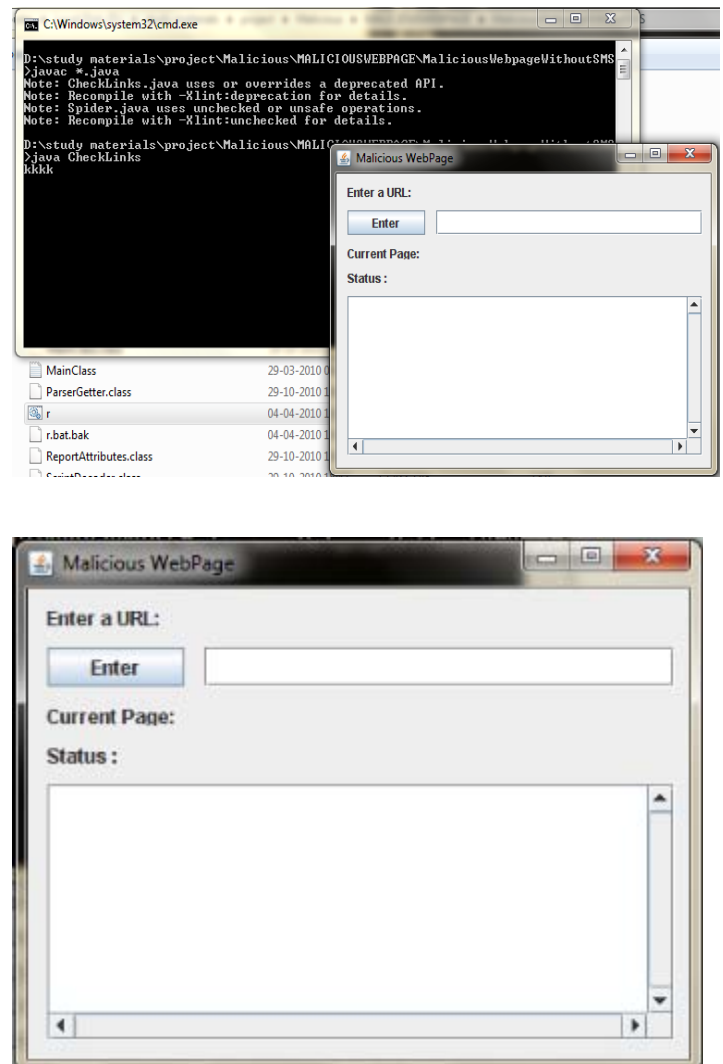 C:\Windows\system32\cmd.exe
D:\study materials\project\Malicious\MALICIOUSWEBPAGE\MaliciousWebpageWithoutSMS
>javac *.java
Note: CheckLinks.java uses or overrides a deprecated API.
Note: Recompile with -Xlint:deprecation for details.
Note: Spider.java uses unchecked or unsafe operations.
Note: Recompile with -Xlint:unchecked for details.
D:\study materials\project\Malicious\
>java CheckLinks
kkkk
Malicious WebPage
Enter a URL:
Enter
Current Page:
Status :
MainClass 29-03-2010
ParserGetter.class 29-10-2010
r 04-04-2010
r.bat.bak 04-04-2010
ReportAttributes.class 29-10-2010
Malicious WebPage
Enter a URL:
Enter
Current Page:
Status :